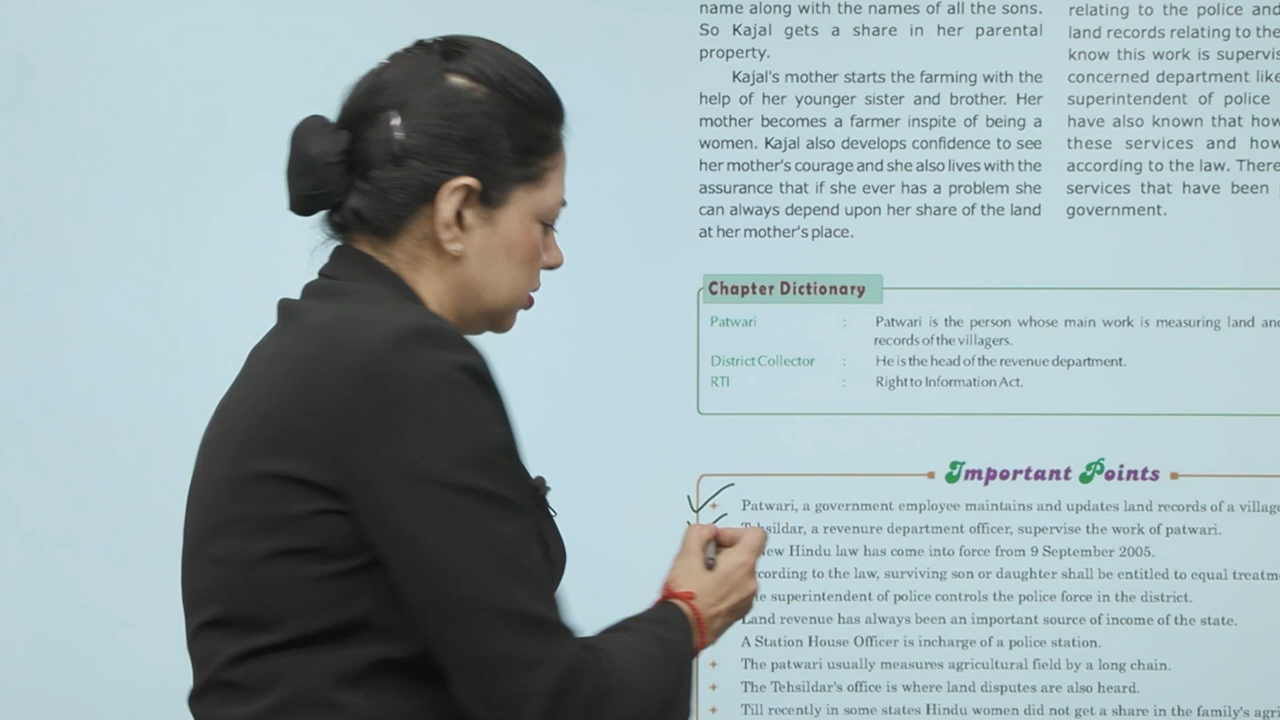 name along with the names of all the sons.
So Kajal gets a share in her parental
property.
Kajal's mother starts the farming with the
help of her younger sister and brother. Her
mother becomes a farmer inspite of being a
women. Kajal also develops confidence to see
her mother's courage and she also lives with the
assurance that if she ever has a problem she
can always depend upon her share of the land
at her mother's place.
relating to the police and
land records relating to the
know this work is
concerned department like
superintendent of police
have also known that how
these services and how
according to the law. There
services that have been
government.
Chapter Dictionary
Patwari : Patwari is the person whose main work is measuring land and
records of the villagers.
District Collector : He is the head of the revenue department.
RTI : Right to Information Act.
Important Points
Patwari, a government employee maintains and updates land records of a village
Tehsildar, a revenure department officer, supervise the work of patwari.
New Hindu law has come into force from 9 September 2005.
to the law, surviving son or daughter shall be entitled to equal
superintendent of police controls the police force in the district.
Land revenue has always been an important source of income of the state.
A Station House Officer is incharge of a police station.
The patwari usually measures agricultural field by a long chain.
The Tehsildar's office is where land disputes are also heard.
Till recently in some states Hindu women did not get a share in the family's